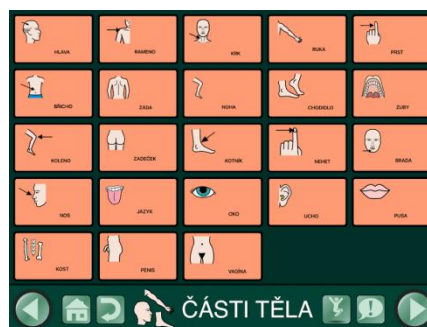 HLAVA
RAMENO
KRK
RUKA
PRST
BŘICHO
ZÁDA
NOHA
CHODIDLO
ZUBY
KOLENO
ZADEČEK
KOTNÍK
NEHET
BRADA
NOS
JAZYK
OKO
UCHO
PUSA
KOST
PENIS
VAGÍNA
ČÁSTI TĚLA